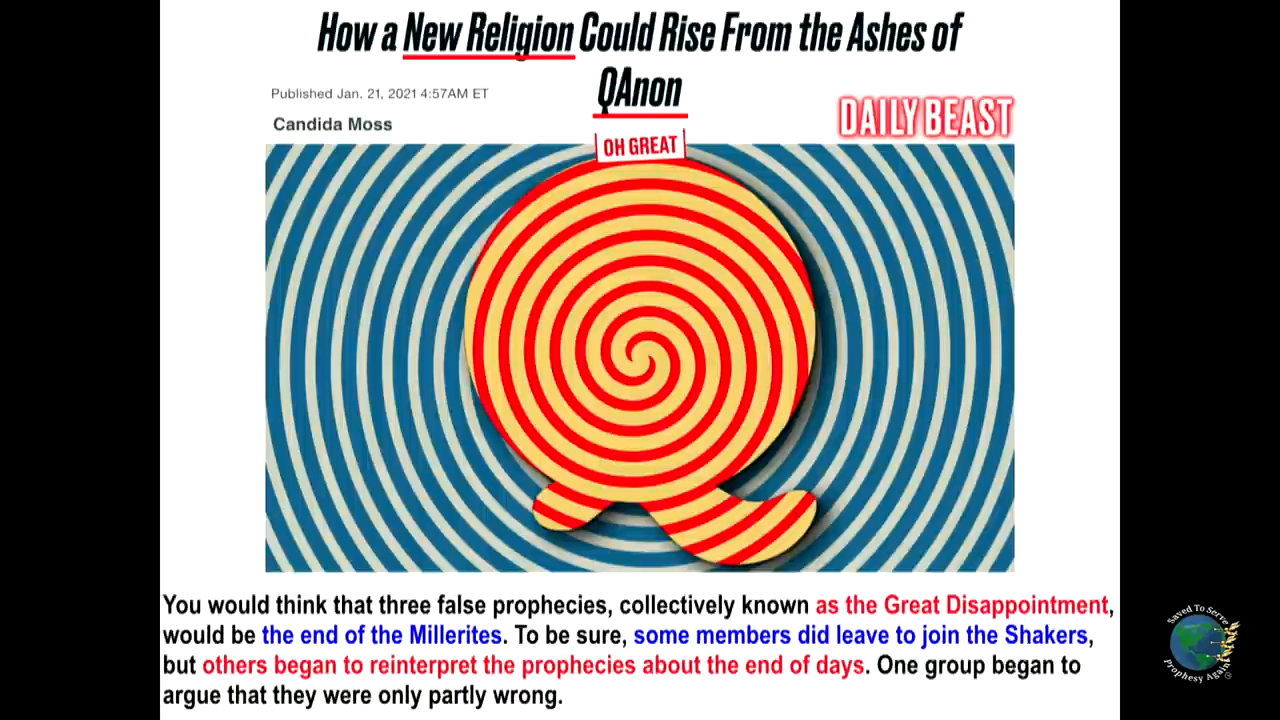 How a New Religion Could Rise From the Ashes of
QAnon
Published Jan. 21, 2021 4:57AM ET
Candida Moss
DAILY BEAST
OH GREAT
You would think that three false prophecies, collectively known as the Great Disappointment,
would be the end of the Millerites. To be sure, some members did leave to join the Shakers,
but others began to reinterpret the prophecies about the end of days. One group began to
argue that they were only partly wrong.
Saved To Serve
Prophesy Again